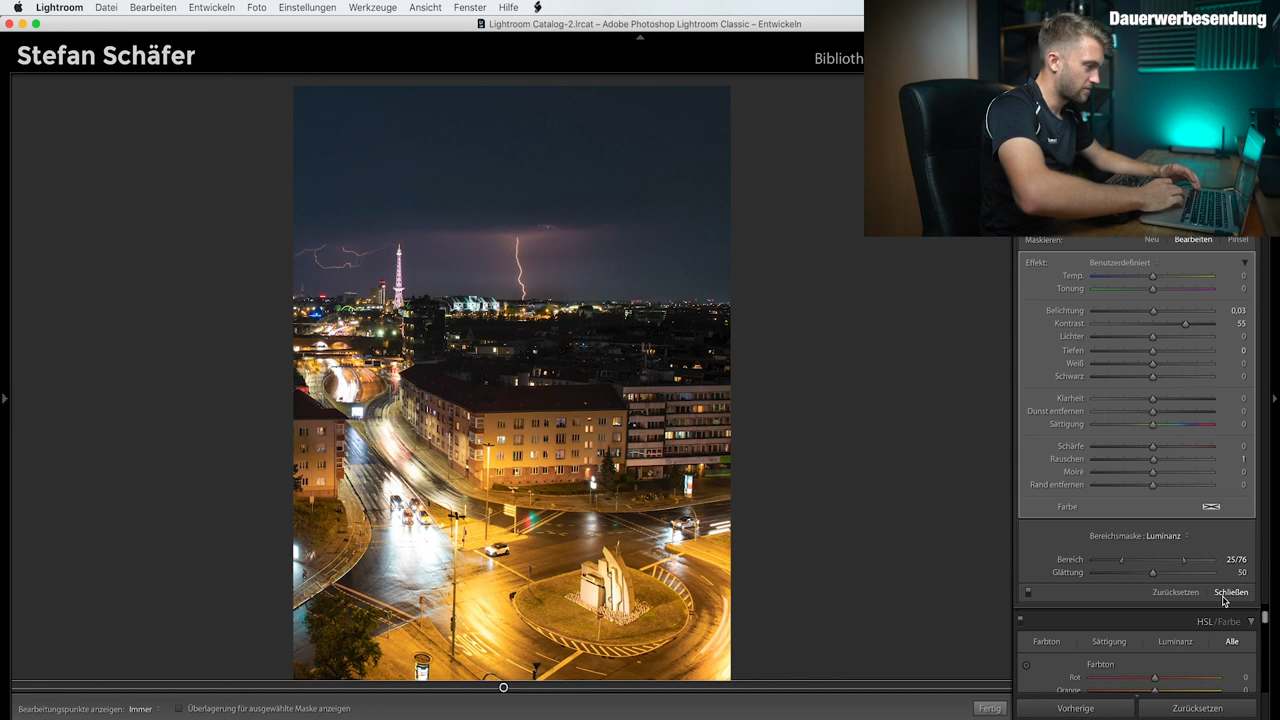 Lightroom Datei Bearbeiten Entwickeln Foto Einstellungen Werkzeuge Ansicht Fenster Hilfe
Lightroom Catalog-2.lrcat – Adobe Photoshop Lightroom Classic – Entwickeln
Dauerwerbesendung
Stefan Schäfer
Biblioth
Maskieren: Neu Bearbeiten Pinsel
Effekt: Benutzerdefiniert
Temp. 0
Tonung 0
Belichtung 0,03
Kontrast 55
Lichter 0
Tiefen 0
Weiß 0
Schwarz 0
Klarheit 0
Dunst entfernen 0
Sättigung 0
Schärfe 0
Rauschen 1
Moiré 0
Rand entfernen 0
Farbe
Bereichsmaske : Luminanz
Bereich 25/76
Glättung 50
Zurücksetzen Schließen
HSL/Farbe
Farbton Sättigung Luminanz Alle
Farbton
Rot 0
Orange 0
Bearbeitungspunkte anzeigen: Immer Überlagerung für ausgewählte Maske anzeigen Fertig
Vorherige Zurücksetzen